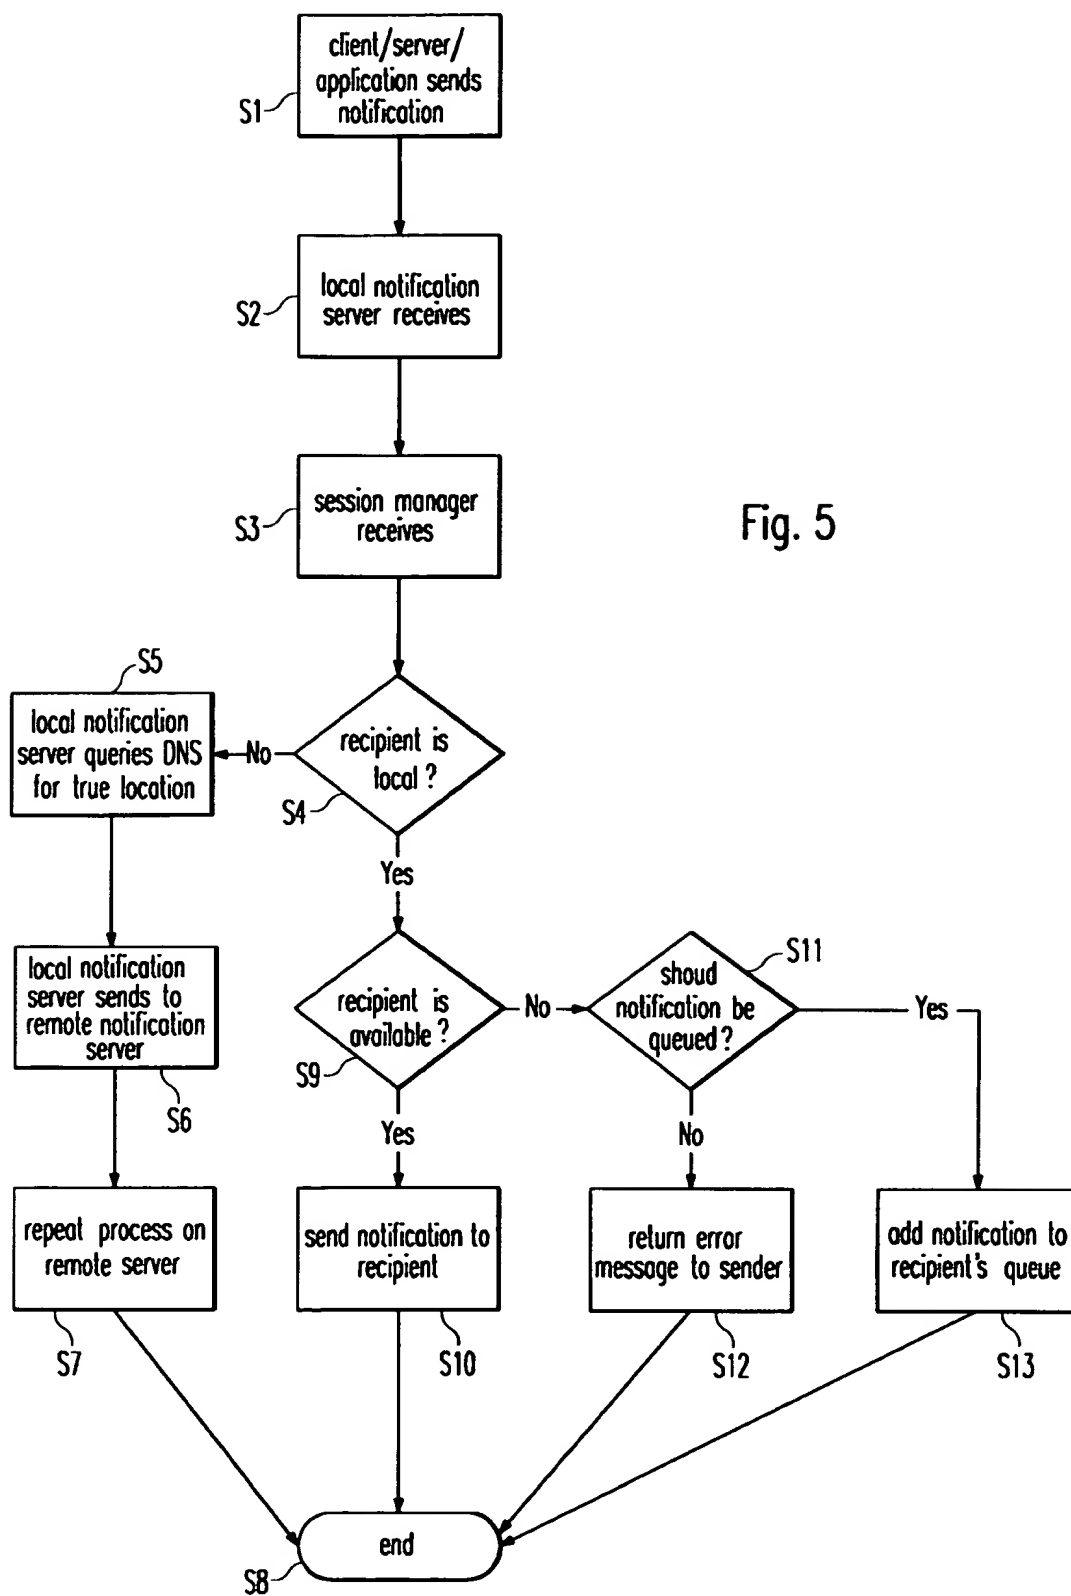 client/server/
application sends
notification
S1
local notification
server receives
S2
session manager
receives
S3
Fig. 5
S5
local notification
server queries DNS
for true location
No
recipient is
local?
S4
Yes
local notification
server sends to
remote notification
server
S6
recipient is
available?
S9
No
shoud
notification be
queued?
S11
Yes
Yes
No
repeat process on
remote server
S7
send notification to
recipient
S10
return error
message to sender
S12
add notification to
recipient's queue
S13
end
S8